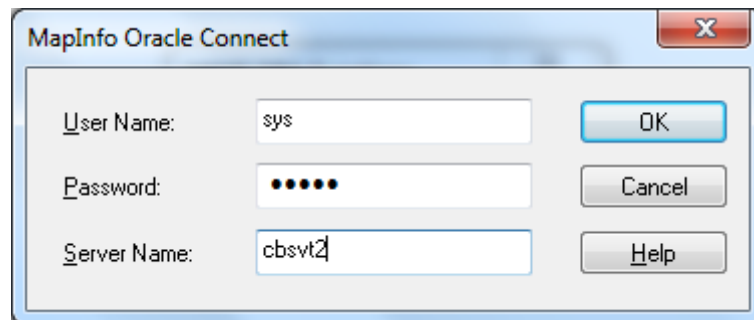 MapInfo Oracle Connect
User Name: sys OK
Password: ●●●●● Cancel
Server Name: cbsvt2 Help